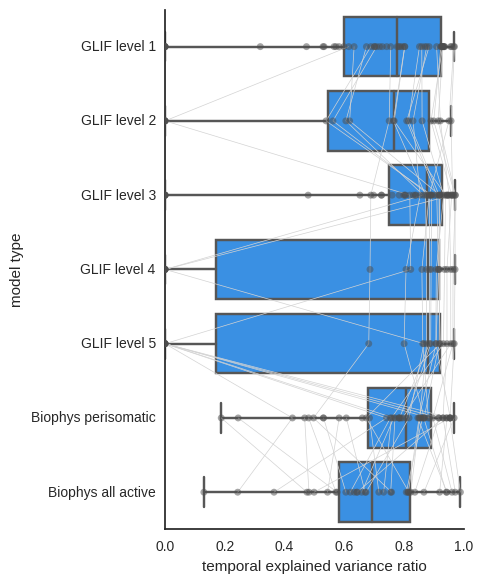 GLIF level 1
GLIF level 2
GLIF level 3
GLIF level 4
GLIF level 5
Biophys perisomatic
Biophys all active
model type
0.0 0.2 0.4 0.6 0.8 1.0
temporal explained variance ratio